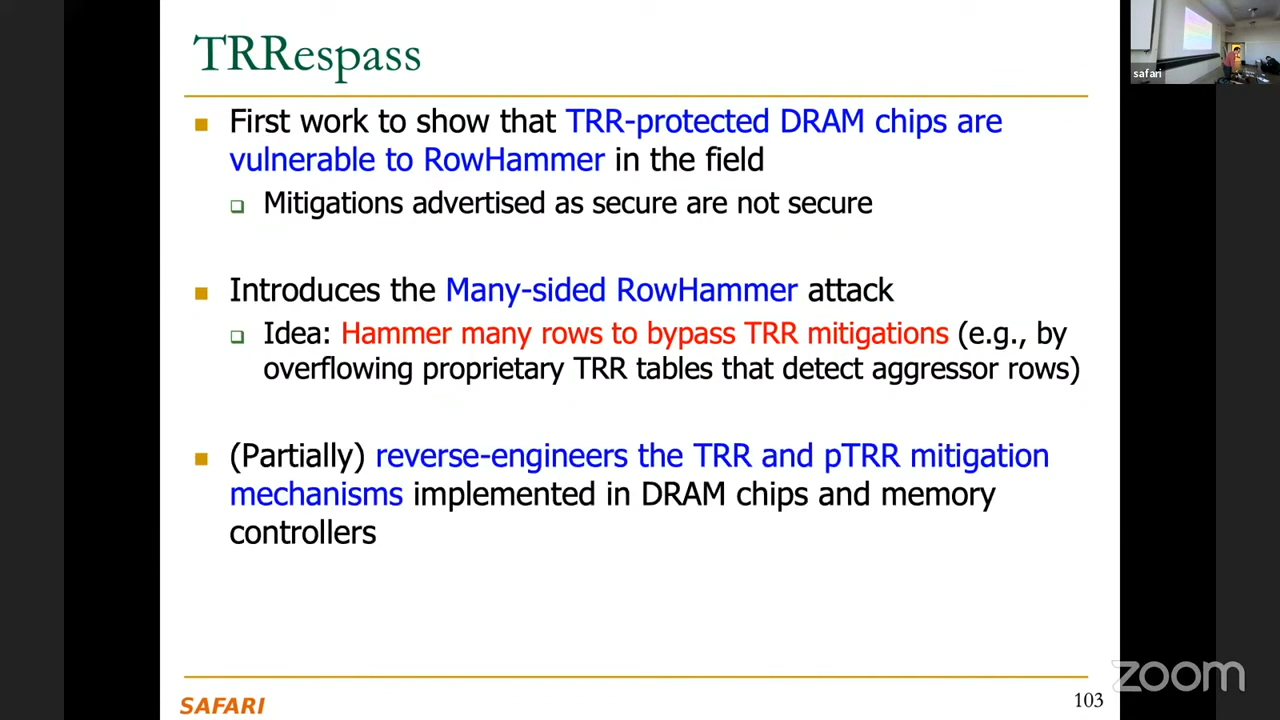 TRRespass
safari
First work to show that TRR-protected DRAM chips are
vulnerable to RowHammer in the field
Mitigations advertised as secure are not secure
Introduces the Many-sided RowHammer attack
Idea: Hammer many rows to bypass TRR mitigations (e.g., by
overflowing proprietary TRR tables that detect aggressor rows)
(Partially) reverse-engineers the TRR and pTRR mitigation
mechanisms implemented in DRAM chips and memory
controllers
SAFARI
103
zoom